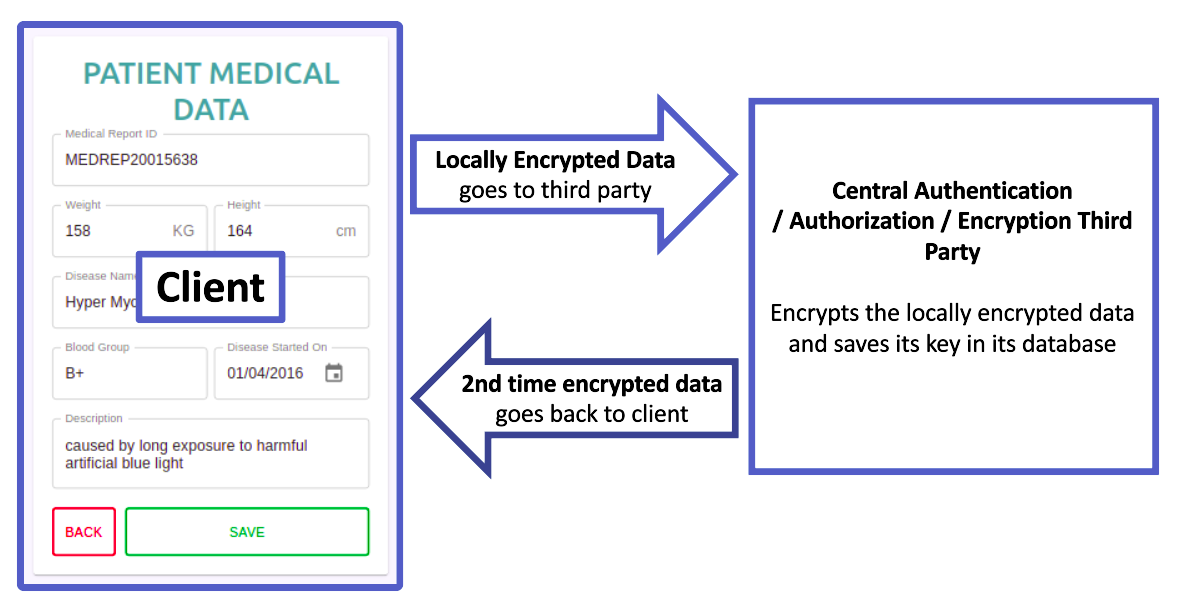 PATIENT MEDICAL
DATA
Medical Report ID
MEDREP20015638
Weight
158 KG
Height
164 cm
Disease Name
Hyper
Client
Blood Group
B+
Disease Started On
01/04/2016
Description
caused by long exposure to harmful
artificial blue light
BACK
SAVE
Locally Encrypted Data
goes to third party
2nd time encrypted data
goes back to client
Central Authentication
/ Authorization / Encryption Third
Party
Encrypts the locally encrypted data
and saves its key in its database